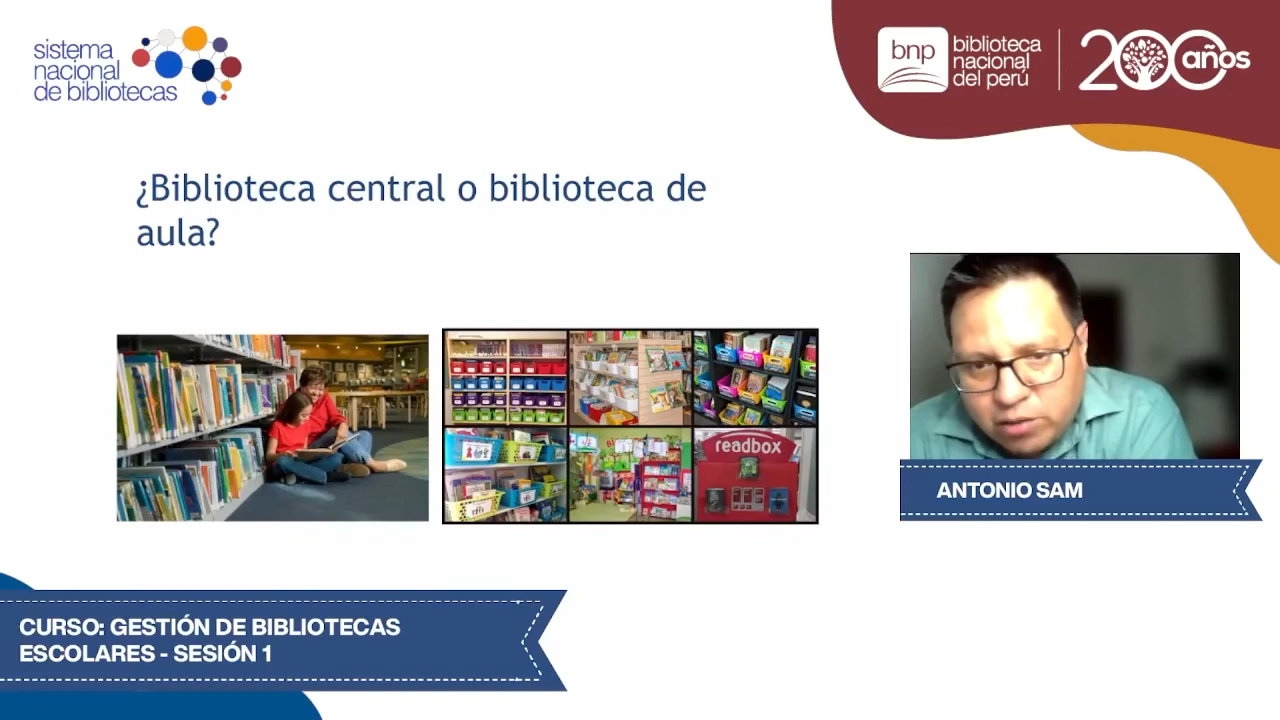 sistema
nacional
de bibliotecas
bnp
biblioteca
nacional
del perú
200 años
¿Biblioteca central o biblioteca de
aula?
readbox
ANTONIO SAM
CURSO: GESTIÓN DE BIBLIOTECAS
ESCOLARES - SESIÓN 1